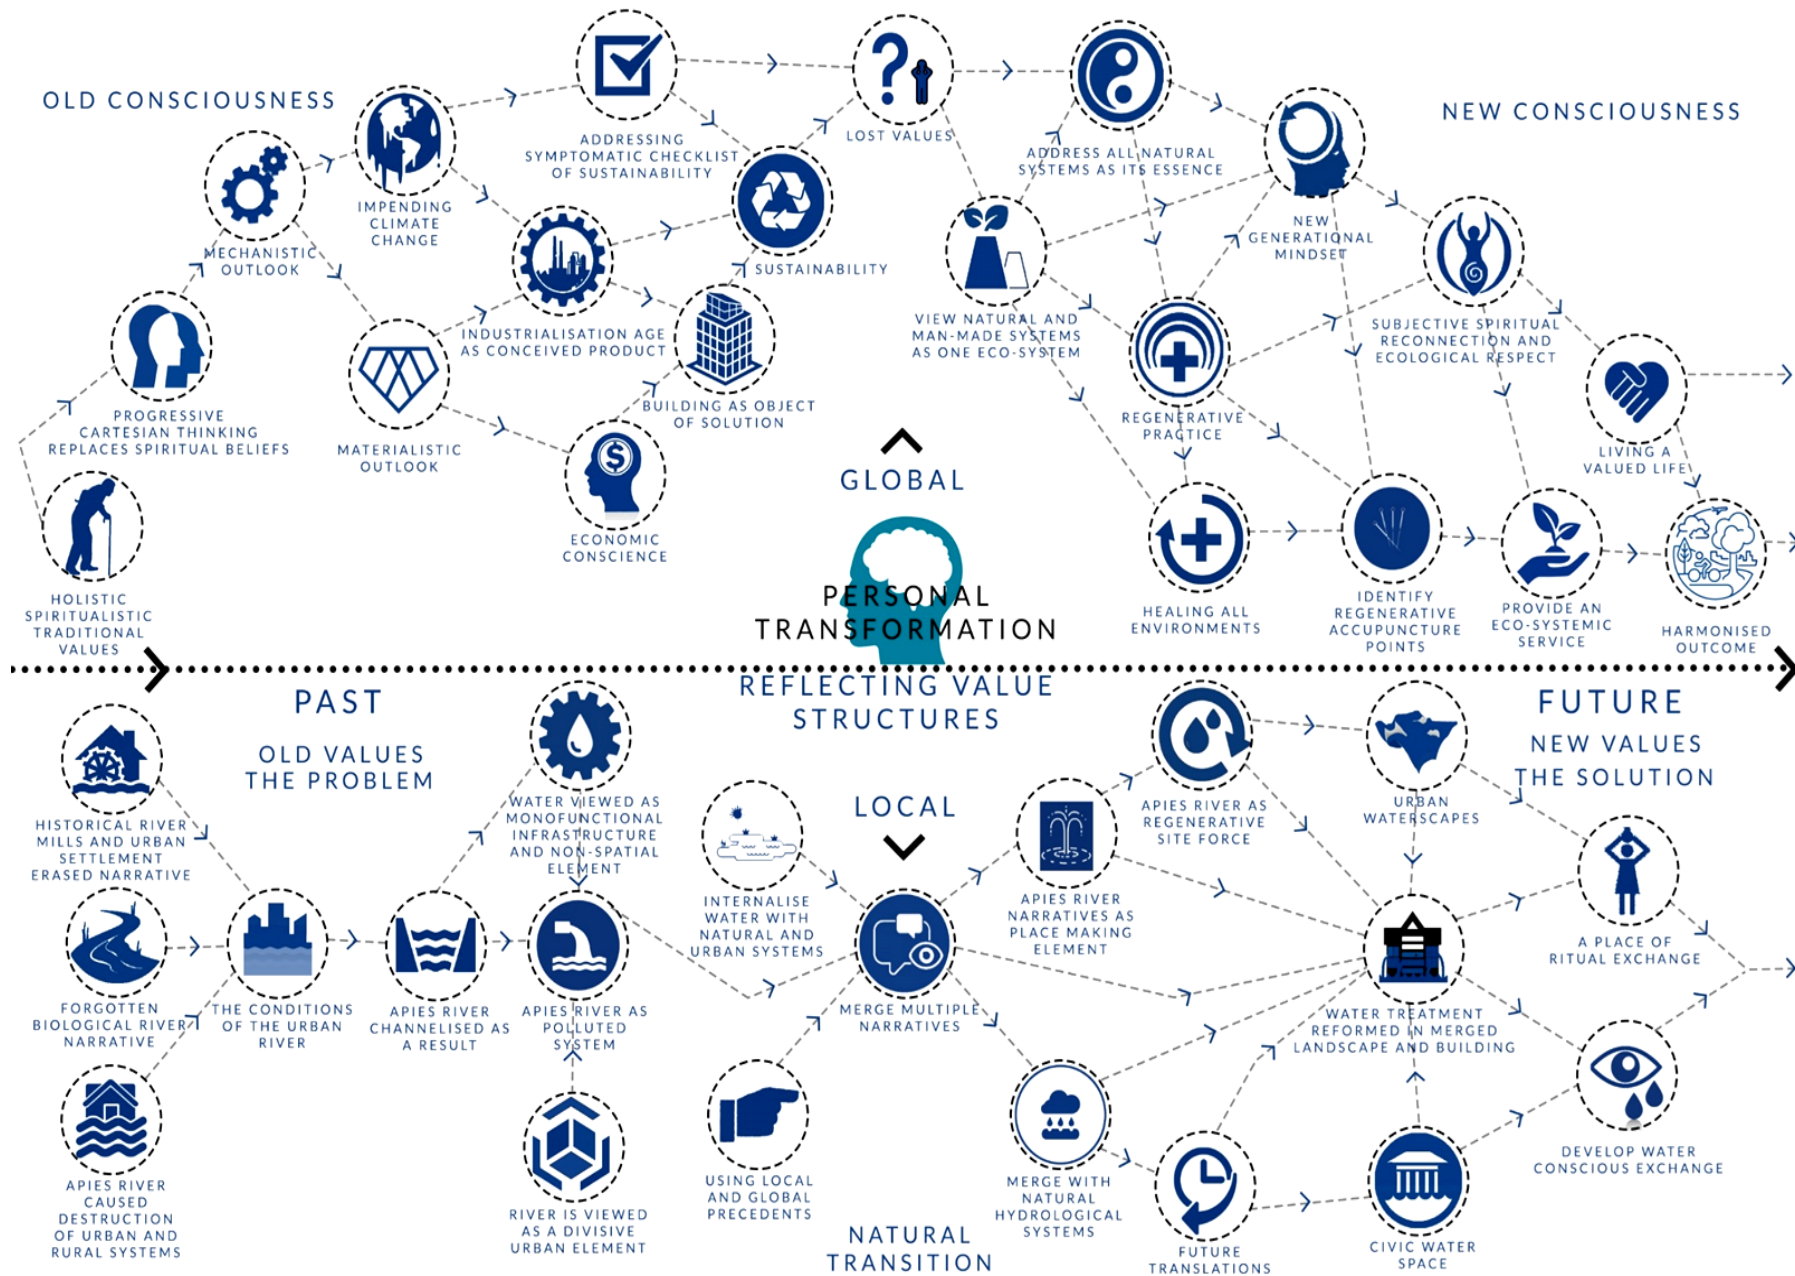 OLD CONSCIOUSNESS
NEW CONSCIOUSNESS
ADDRESSING
SYMPTOMATIC CHECKLIST
OF SUSTAINABILITY
LOST VALUES
ADDRESS ALL NATURAL
SYSTEMS AS ITS ESSENCE
IMPENDING
CLIMATE
CHANGE
MECHANISTIC
OUTLOOK
SUSTAINABILITY
NEW
GENERATIONAL
MINDSET
INDUSTRIALISATION AGE
AS CONCEIVED PRODUCT
VIEW NATURAL AND
MAN-MADE SYSTEMS
AS ONE ECO-SYSTEM
SUBJECTIVE SPIRITUAL
RECONNECTION AND
ECOLOGICAL RESPECT
PROGRESSIVE
CARTESIAN THINKING
REPLACES SPIRITUAL BELIEFS
MATERIALISTIC
OUTLOOK
BUILDING AS OBJECT
OF SOLUTION
REGENERATIVE
PRACTICE
LIVING A
VALUED LIFE
$
ECONOMIC
CONSCIENCE
GLOBAL
PERSONAL
TRANSFORMATION
HOLISTIC
SPIRITUALISTIC
TRADITIONAL
VALUES
HEALING ALL
ENVIRONMENTS
IDENTIFY
REGENERATIVE
ACCUPUNCTURE
POINTS
PROVIDE AN
ECO-SYSTEMIC
SERVICE
HARMONISED
OUTCOME
PAST
OLD VALUES
THE PROBLEM
REFLECTING VALUE
STRUCTURES
FUTURE
NEW VALUES
THE SOLUTION
LOCAL
HISTORICAL RIVER
MILLS AND URBAN
SETTLEMENT
ERASED NARRATIVE
WATER VIEWED AS
MONOFUNCTIONAL
INFRASTRUCTURE
AND NON-SPATIAL
ELEMENT
APIES RIVER AS
REGENERATIVE
SITE FORCE
URBAN
WATERSCAPES
INTERNALISE
WATER WITH
NATURAL AND
URBAN SYSTEMS
APIES RIVER
NARRATIVES AS
PLACE MAKING
ELEMENT
A PLACE OF
RITUAL EXCHANGE
FORGOTTEN
BIOLOGICAL RIVER
NARRATIVE
THE CONDITIONS
OF THE URBAN
RIVER
APIES RIVER
CHANNELISED AS
A RESULT
APIES RIVER AS
POLLUTED
SYSTEM
MERGE MULTIPLE
NARRATIVES
WATER TREATMENT
REFORMED IN MERGED
LANDSCAPE AND BUILDING
APIES RIVER
CAUSED
DESTRUCTION
OF URBAN AND
RURAL SYSTEMS
RIVER IS VIEWED
AS A DIVISIVE
URBAN ELEMENT
USING LOCAL
AND GLOBAL
PRECEDENTS
MERGE WITH
NATURAL
HYDROLOGICAL
SYSTEMS
DEVELOP WATER
CONSCIOUS EXCHANGE
NATURAL
TRANSITION
FUTURE
TRANSLATIONS
CIVIC WATER
SPACE